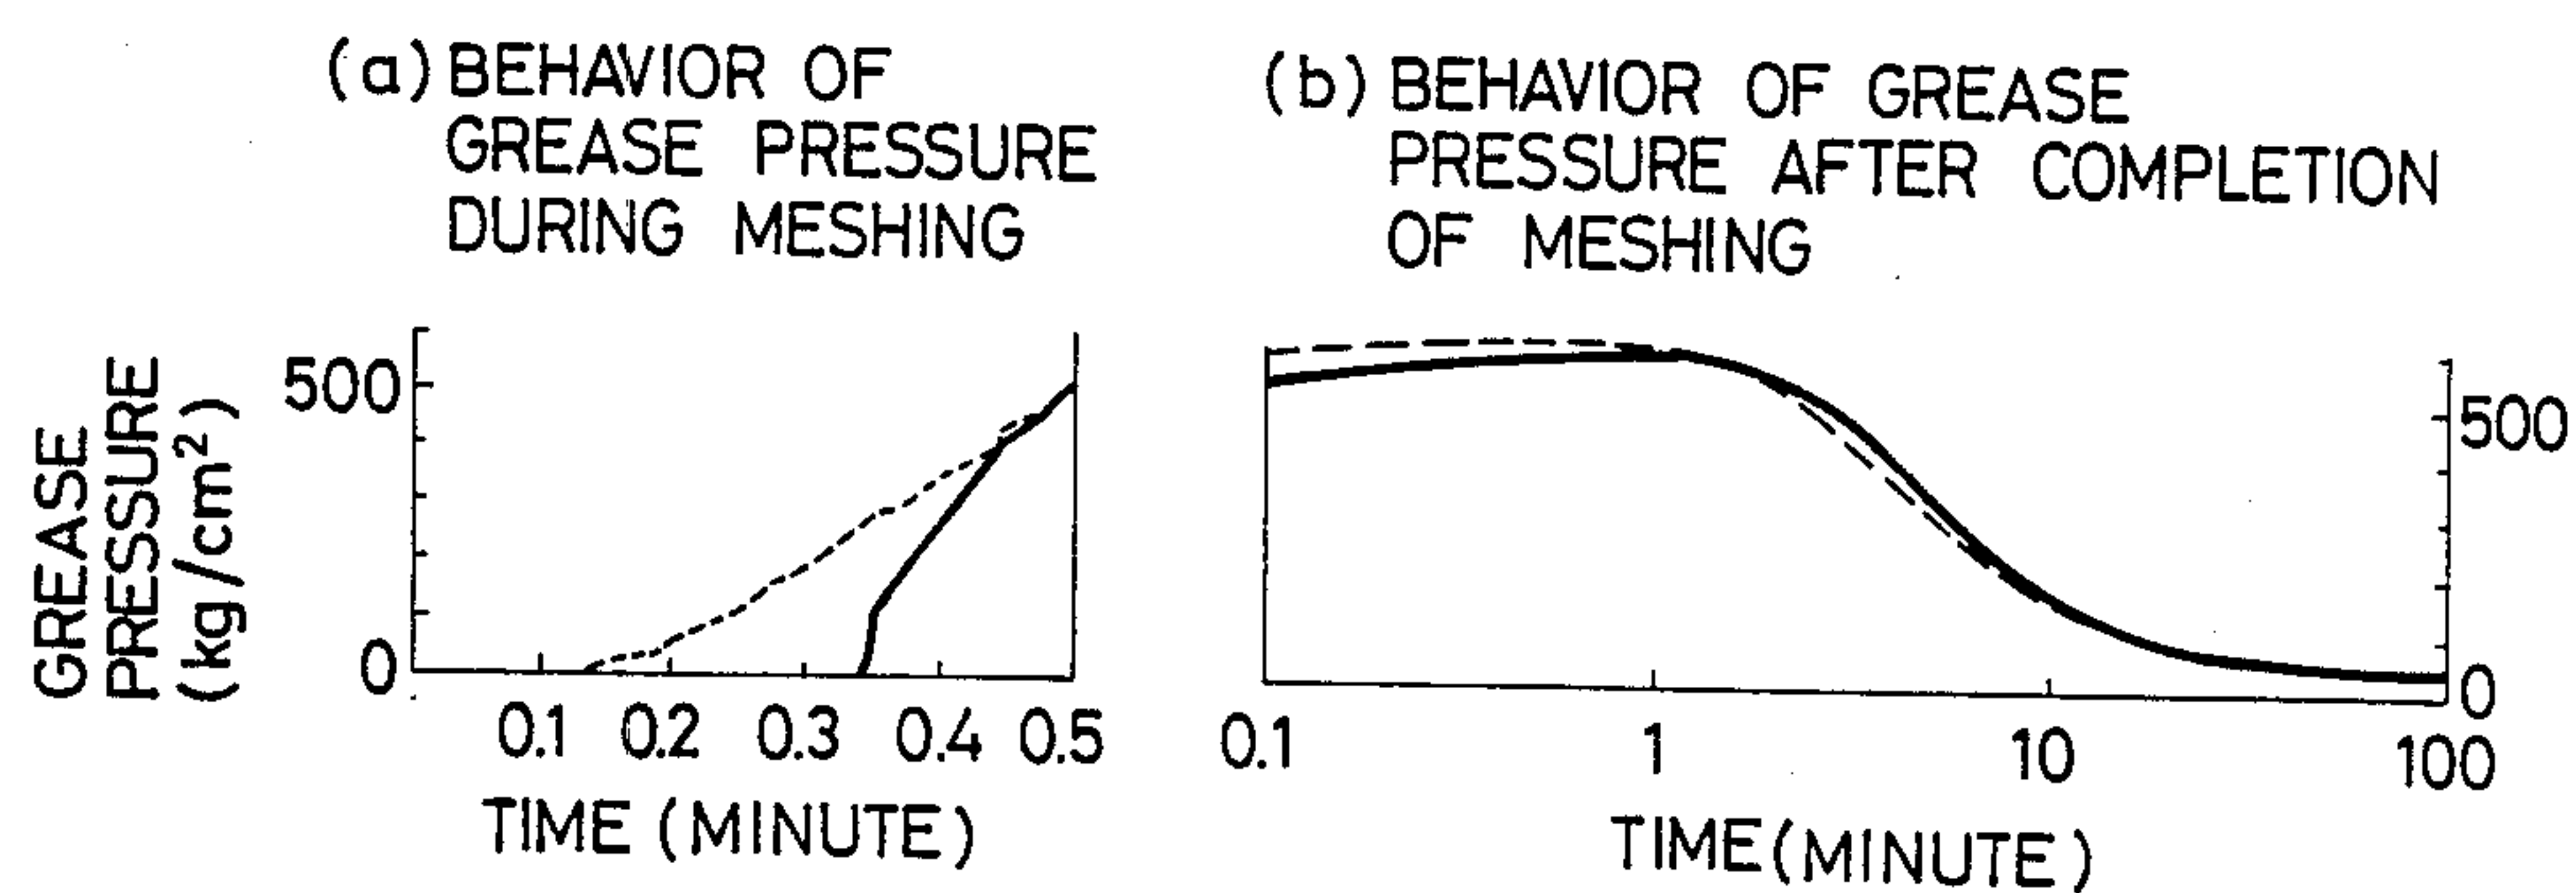 (a) BEHAVIOR OF
GREASE PRESSURE
DURING MESHING
(b) BEHAVIOR OF GREASE
PRESSURE AFTER COMPLETION
OF MESHING
GREASE
PRESSURE
(kg/cm²)
500
0
0.1 0.2 0.3 0.4 0.5
TIME (MINUTE)
500
0
0.1 1 10 100
TIME (MINUTE)